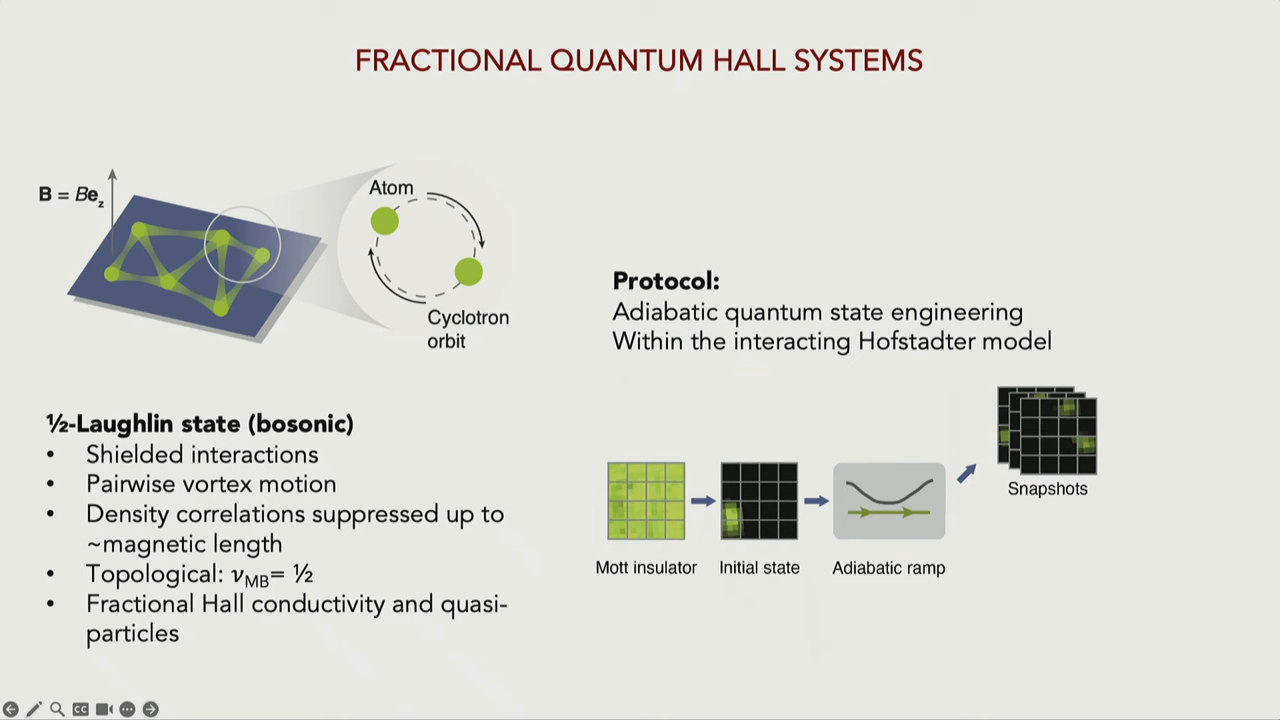 FRACTIONAL QUANTUM HALL SYSTEMS
B = Be_z
Atom
Cyclotron
orbit
½-Laughlin state (bosonic)
• Shielded interactions
• Pairwise vortex motion
• Density correlations suppressed up to
~magnetic length
• Topological: ν_MB= ½
• Fractional Hall conductivity and quasi-
particles
Protocol:
Adiabatic quantum state engineering
Within the interacting Hofstadter model
Snapshots
Mott insulator
Initial state
Adiabatic ramp
CC